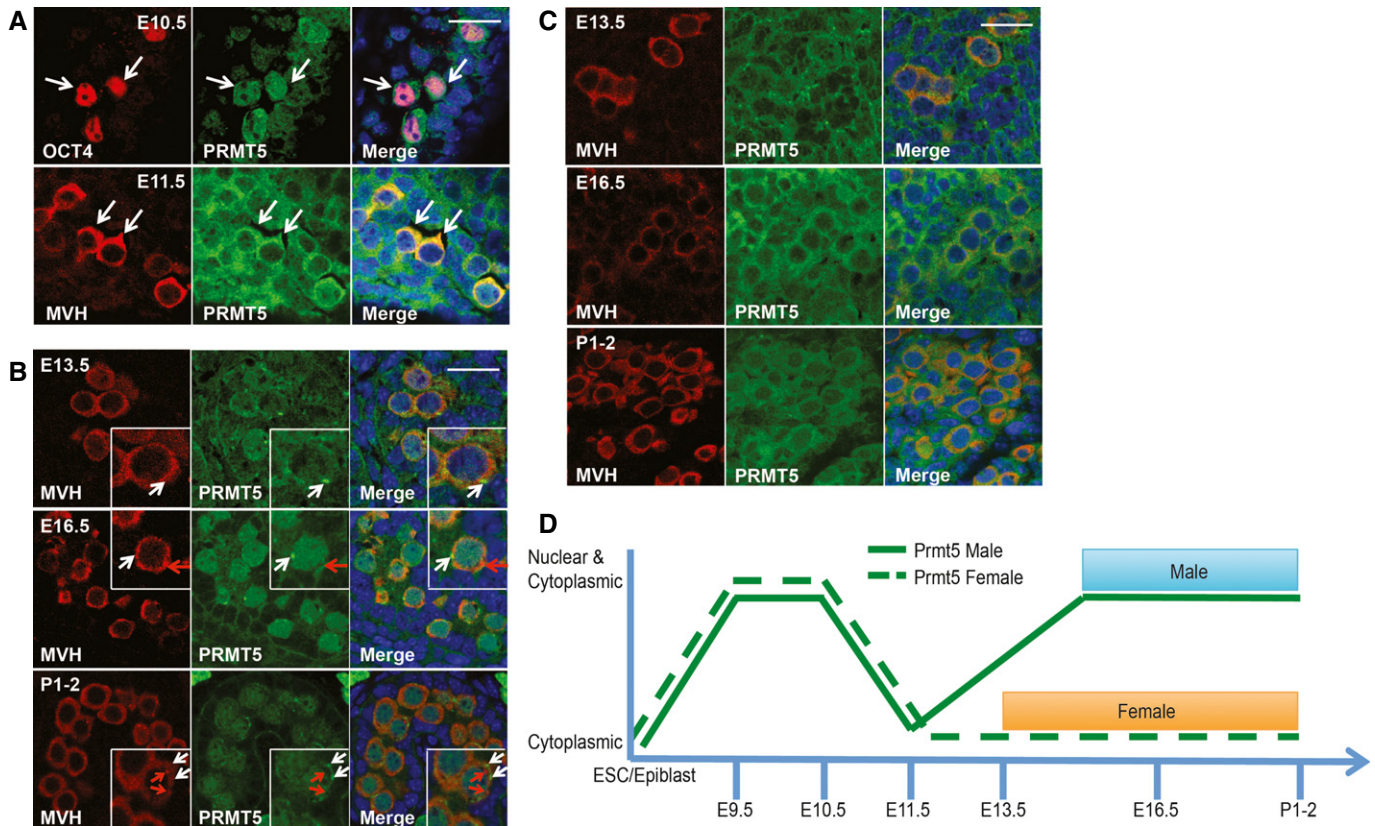 A
E10.5
OCT4
PRMT5
Merge
E11.5
MVH
PRMT5
Merge
B
E13.5
MVH
PRMT5
Merge
E16.5
MVH
PRMT5
Merge
P1-2
MVH
PRMT5
Merge
C
E13.5
MVH
PRMT5
Merge
E16.5
MVH
PRMT5
Merge
P1-2
MVH
PRMT5
Merge
D
Nuclear &
Cytoplasmic
Prmt5 Male
Prmt5 Female
Male
Female
Cytoplasmic
ESC/Epiblast
E9.5
E10.5
E11.5
E13.5
E16.5
P1-2